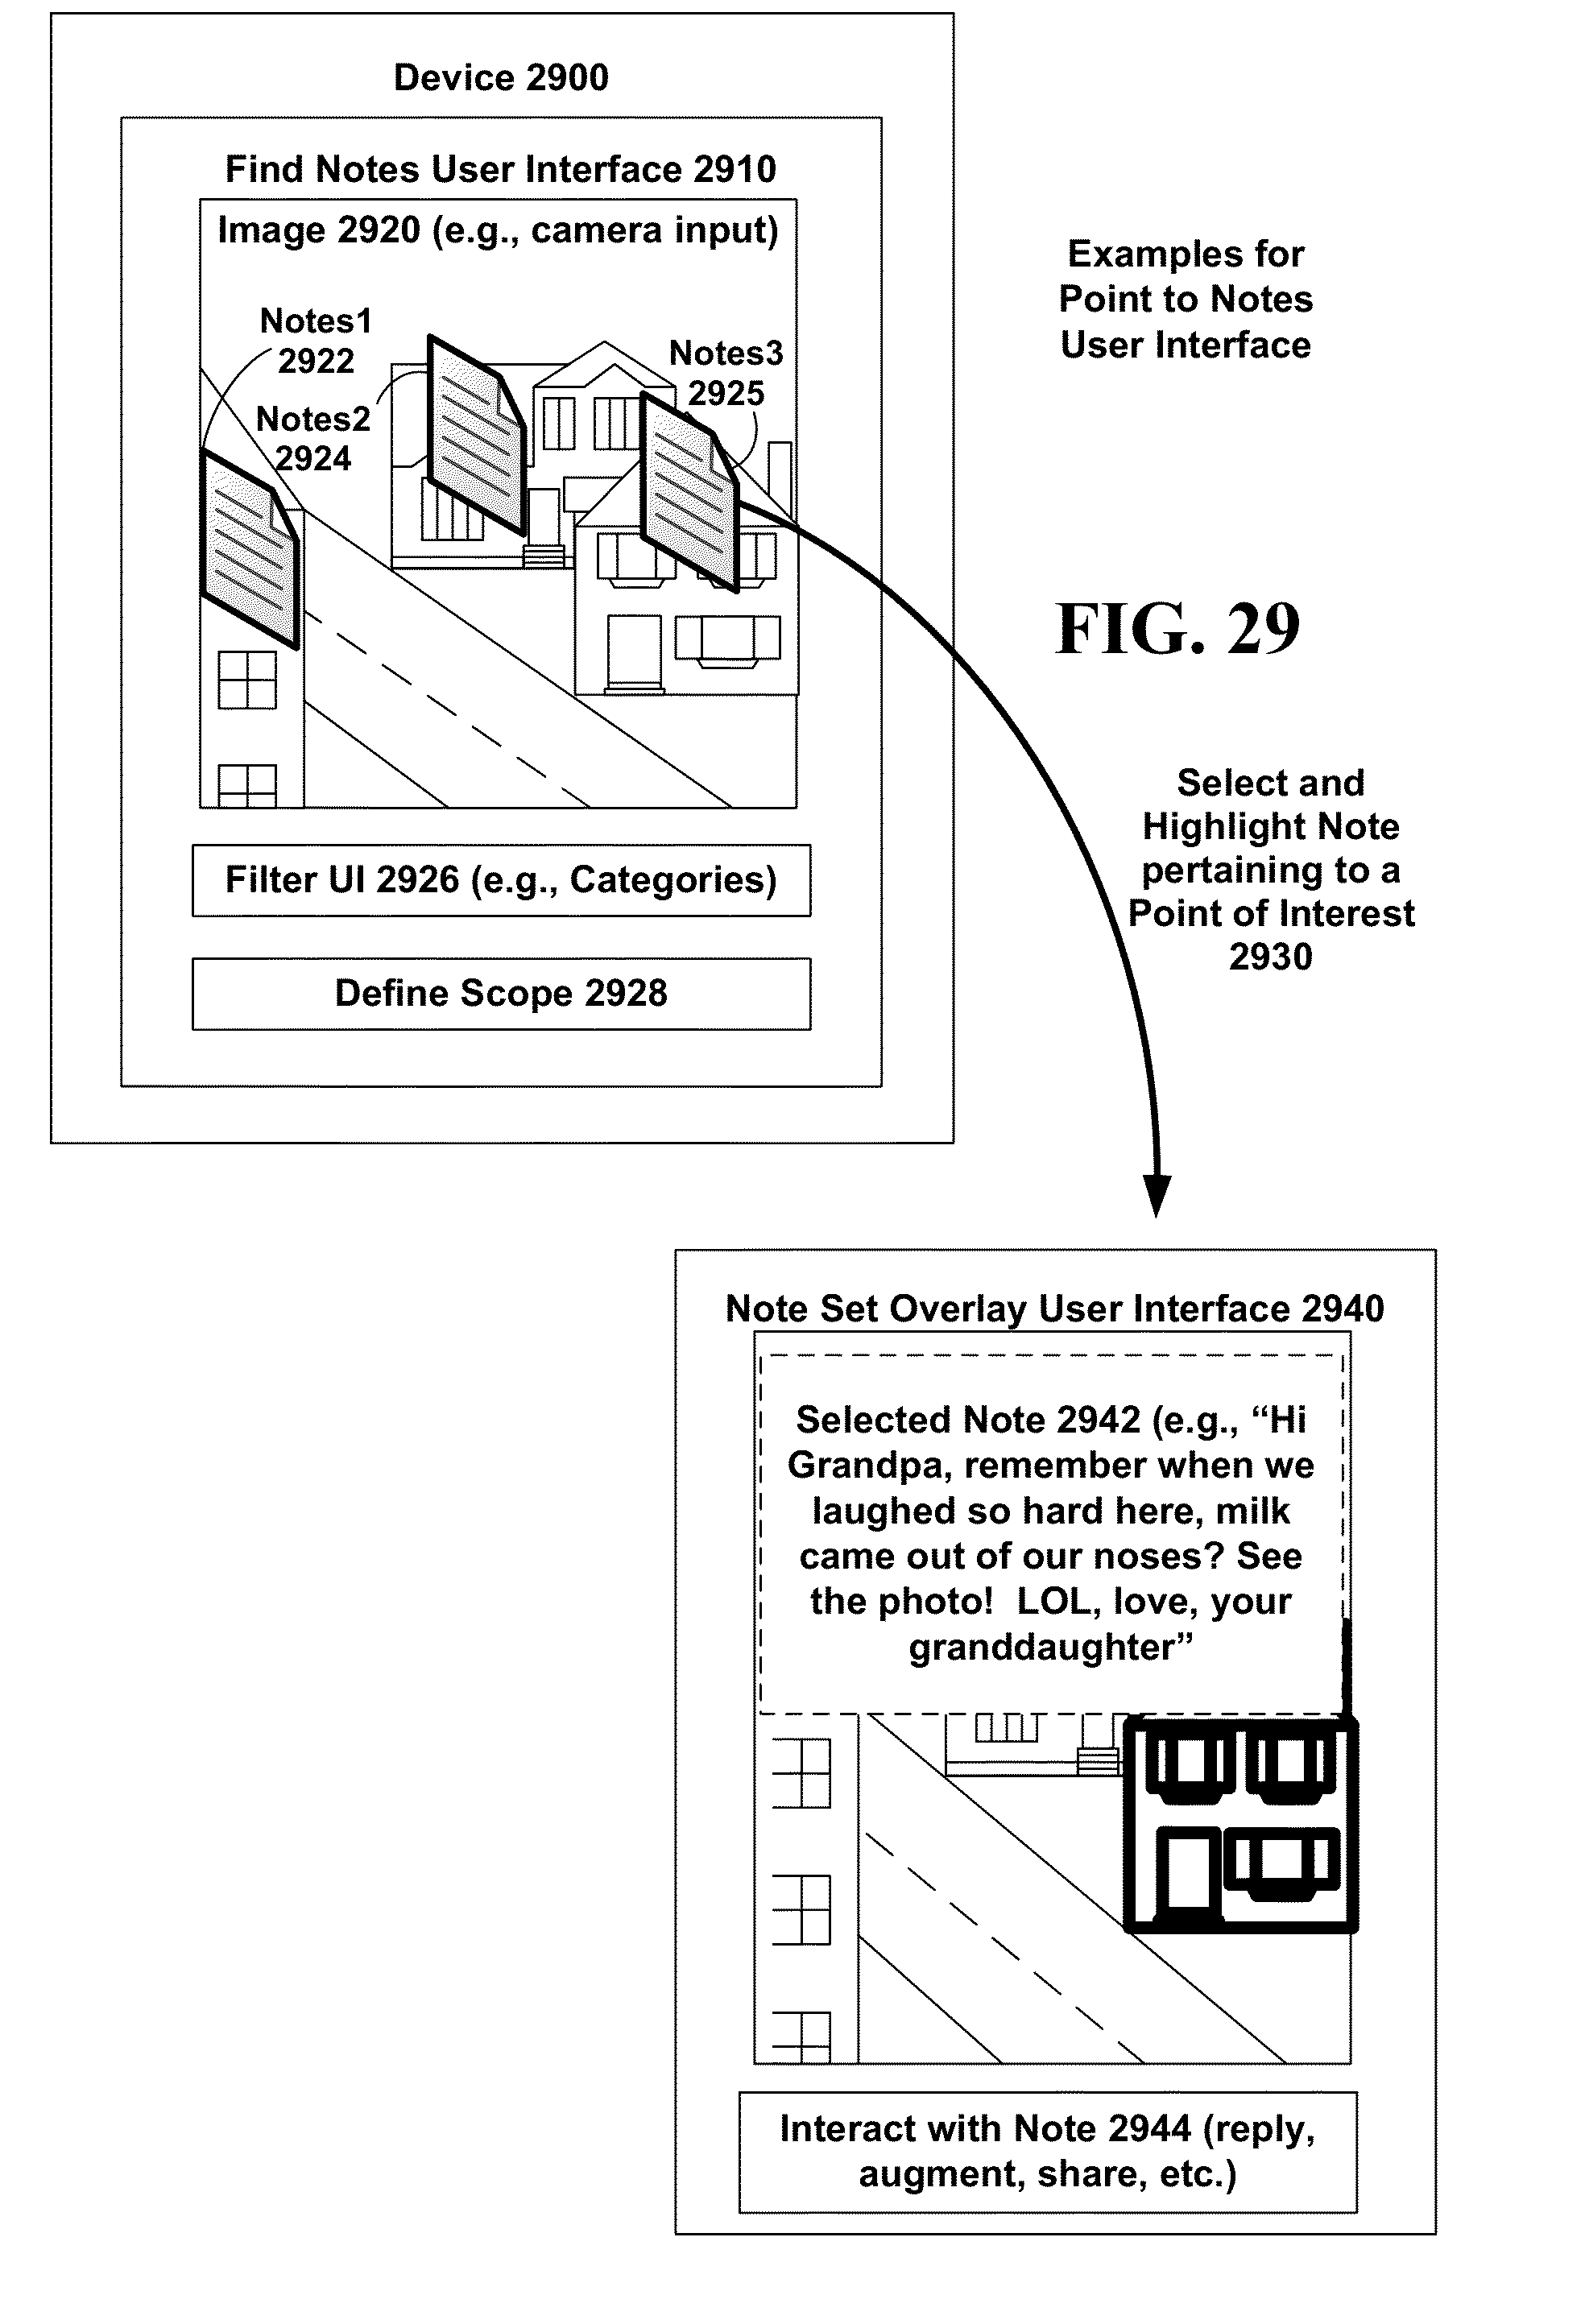 Device 2900
Find Notes User Interface 2910
Image 2920 (e.g., camera input)
Notes1
2922
Notes2
2924
Notes3
2925
Filter UI 2926 (e.g., Categories)
Define Scope 2928
Examples for
Point to Notes
User Interface
FIG. 29
Select and
Highlight Note
pertaining to a
Point of Interest
2930
Note Set Overlay User Interface 2940
Selected Note 2942 (e.g., “Hi
Grandpa, remember when we
laughed so hard here, milk
came out of our noses? See
the photo!  LOL, love, your
granddaughter”
Interact with Note 2944 (reply,
augment, share, etc.)